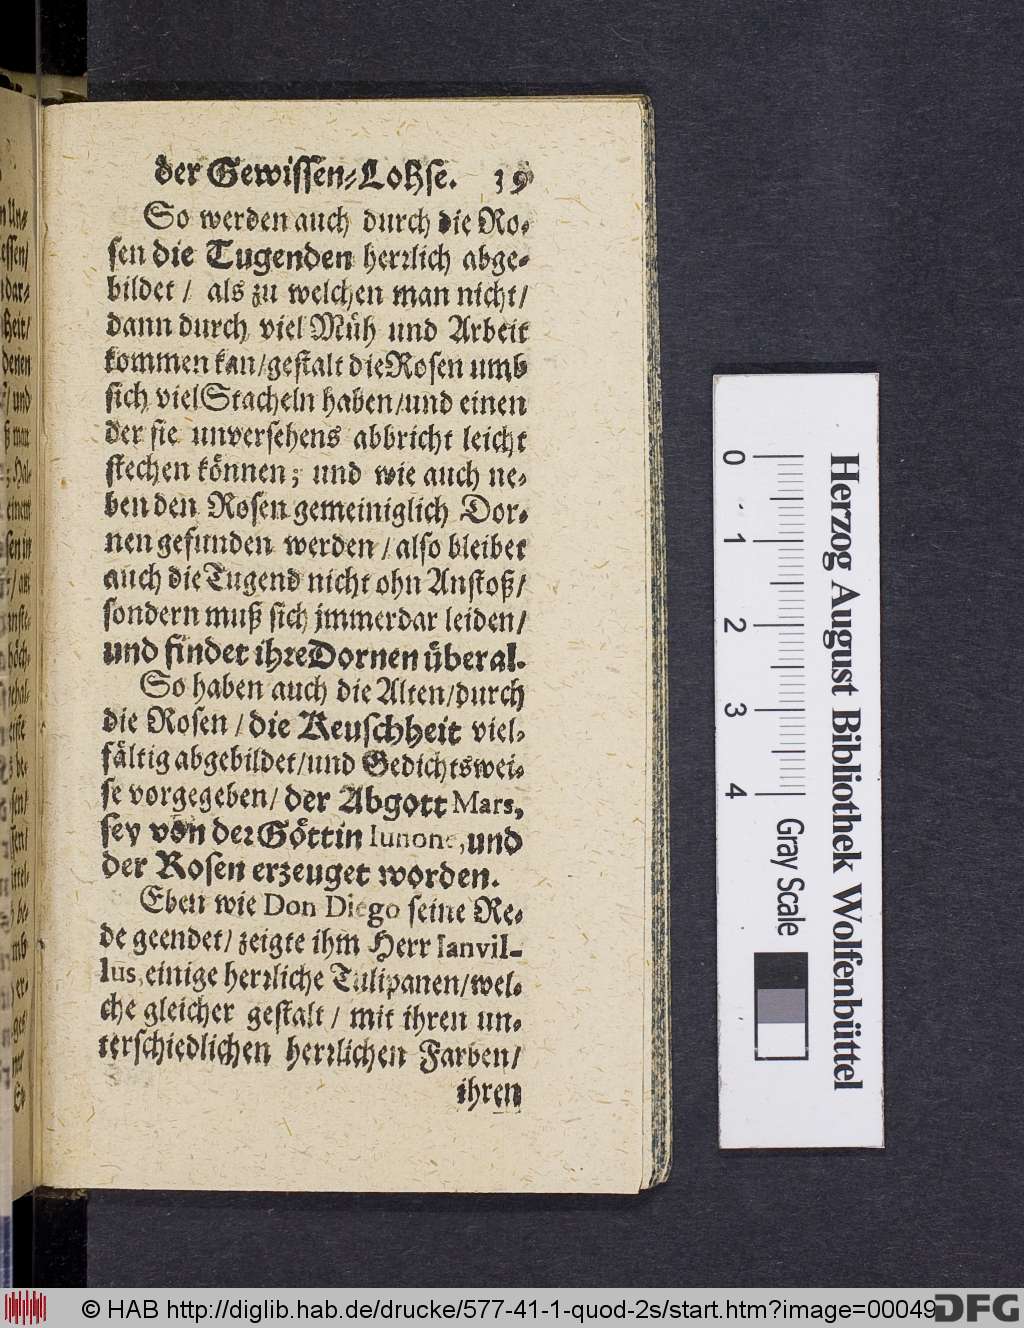 der Gewissen-Loßse. 19
So werden auch durch die Ro-
sen die Tugenden herꝛlich abge-
bildet / als zu welchen man nicht/
dann durch viel Müh und Arbeit
kommen kan/gestalt die Rosen umb
sich viel Stacheln haben/und einen
der sie unversehens abbricht leicht
stechen können; und wie auch ne-
ben den Rosen gemeiniglich Dor-
nen gefunden werden / also bleibet
auch die Tugend nicht ohn Anstoß/
sondern muß sich jmmerdar leiden/
und findet ihꝛe Dornen überal.
So haben auch die Alten/durch
die Rosen / die Keuschheit viel-
fältig abgebildet/und Gedichtswei-
se vorgegeben/ der Abgott Mars,
sey von deꝛ Göttin Iunone, und
der Rosen erzeuget worden.
Eben wie Don Diego seine Re-
de geendet/ zeigte ihm Herr Ianvil-
lus, einige herꝛliche Tulipanen/wel-
che gleicher gestalt / mit ihren un-
terschiedlichen herꝛlichen Farben/
ihren
Herzog August Bibliothek Wolfenbüttel
0 1 2 3 4 Gray Scale
© HAB http://diglib.hab.de/drucke/577-41-1-quod-2s/start.htm?image=00049
DFG